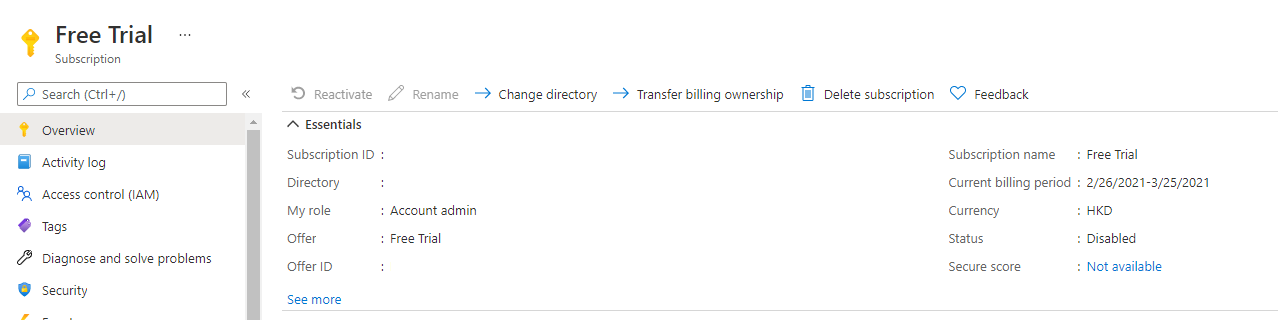 Free Trial ...
Subscription
Search (Ctrl+/) «
Overview
Activity log
Access control (IAM)
Tags
Diagnose and solve problems
Security
Reactivate Rename Change directory Transfer billing ownership Delete subscription Feedback
Essentials
Subscription ID :
Directory :
My role : Account admin
Offer : Free Trial
Offer ID :
See more
Subscription name : Free Trial
Current billing period : 2/26/2021-3/25/2021
Currency : HKD
Status : Disabled
Secure score : Not available